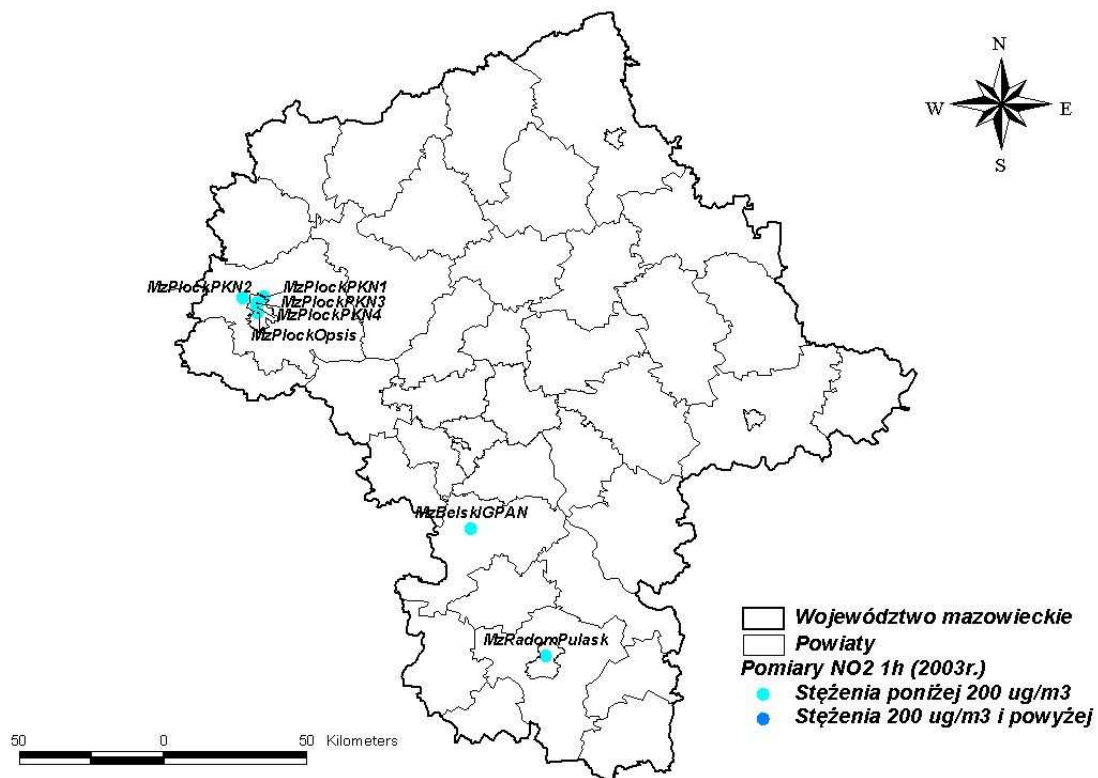 N
W E
S
MzPlockPKN2 MzPlockPKN1
MzPlockPKN3
MzPlockPKN4
MzPlockOpsis
MzBelskIGPAN
MzRadomPulask
Województwo mazowieckie
Powiaty
Pomiary NO2 1h (2003r.)
Stężenia poniżej 200 ug/m3
Stężenia 200 ug/m3 i powyżej
50 0 50 Kilometers